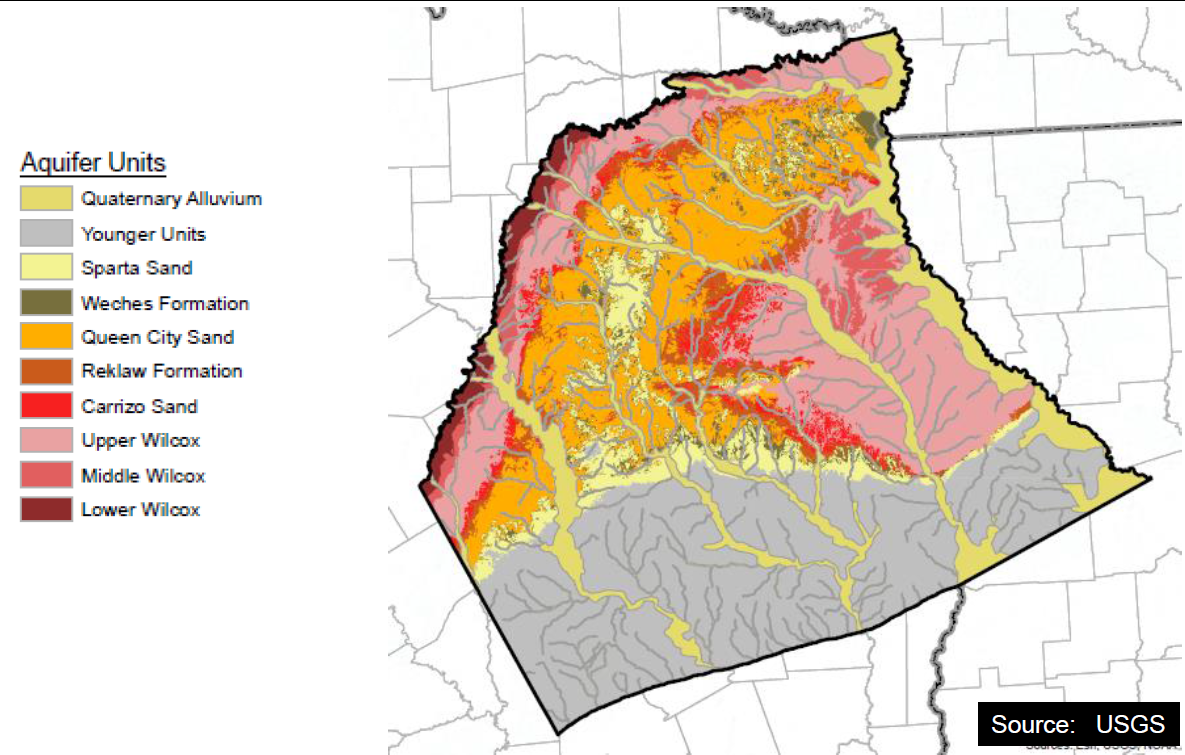 Aquifer Units
Quaternary Alluvium
Younger Units
Sparta Sand
Weches Formation
Queen City Sand
Reklaw Formation
Carrizo Sand
Upper Wilcox
Middle Wilcox
Lower Wilcox
Source: USGS